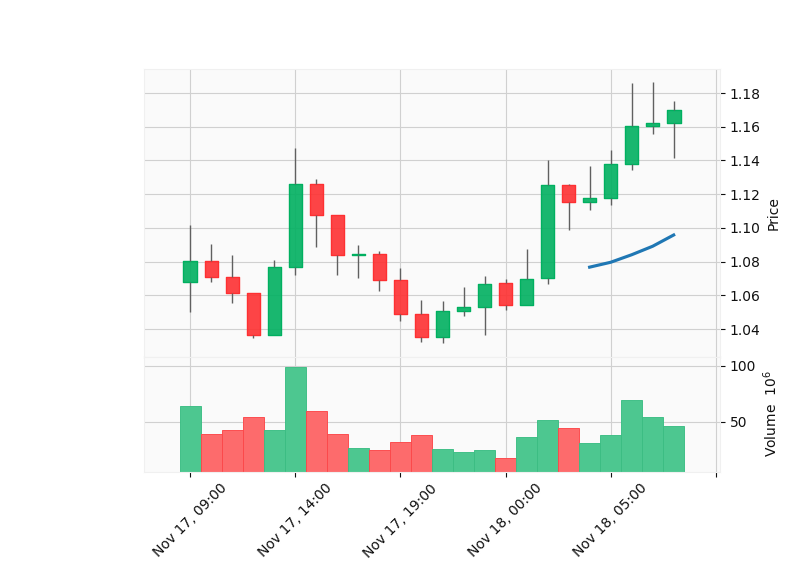 1.18
1.16
1.14
1.12
1.10
1.08
1.06
1.04
Price
100
50
Volume 10⁶
Nov 17, 09:00
Nov 17, 14:00
Nov 17, 19:00
Nov 18, 00:00
Nov 18, 05:00